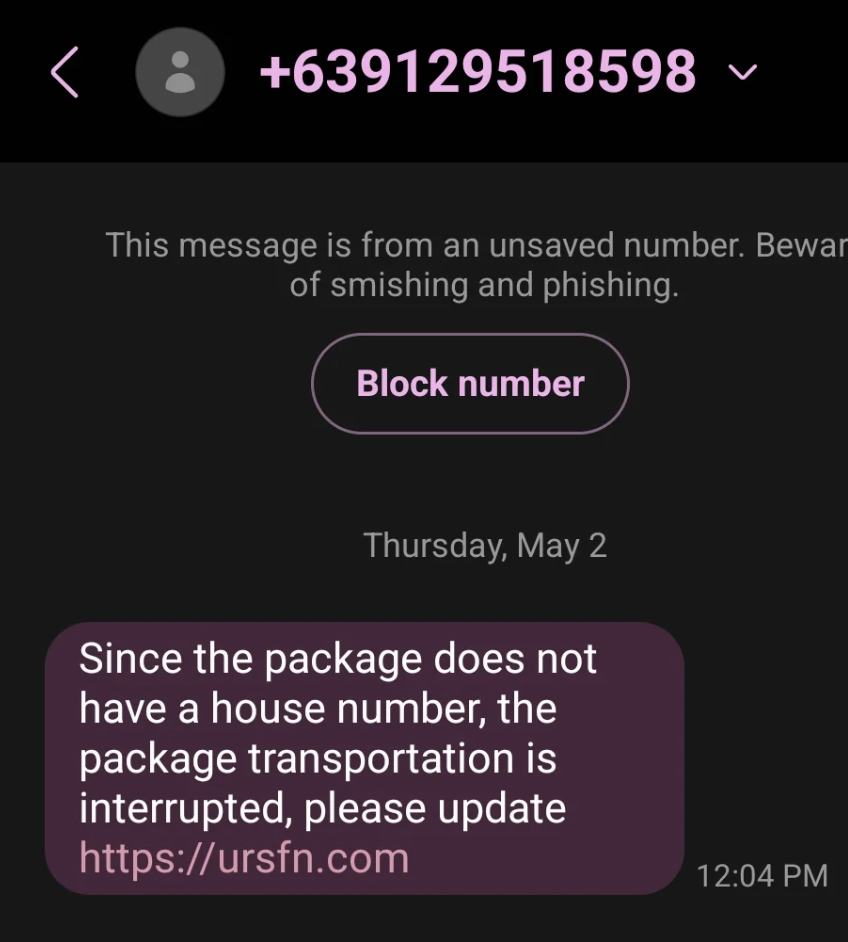 +639129518598
This message is from an unsaved number. Bewar
of smishing and phishing.
Block number
Thursday, May 2
Since the package does not
have a house number, the
package transportation is
interrupted, please update
https://ursfn.com
12:04 PM